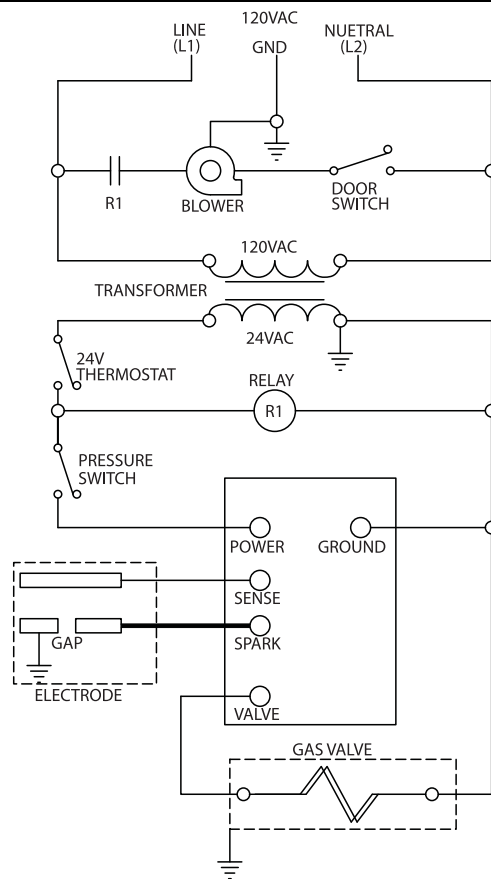 120VAC
LINE
(L1)
GND
NUETRAL
(L2)
R1
BLOWER
DOOR
SWITCH
120VAC
TRANSFORMER
24VAC
24V
THERMOSTAT
RELAY
R1
PRESSURE
SWITCH
POWER
GROUND
SENSE
GAP
SPARK
ELECTRODE
VALVE
GAS VALVE